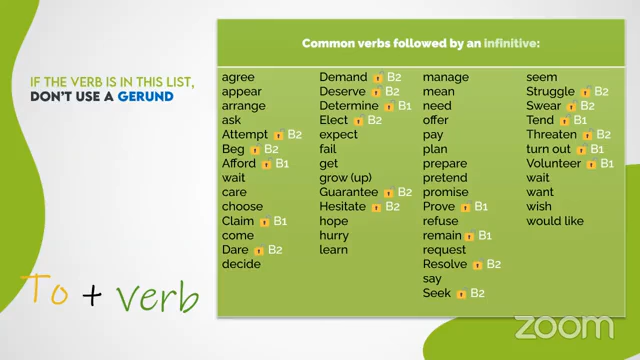 Common verbs followed by an infinitive:
IF THE VERB IS IN THIS LIST,
DON'T USE A GERUND
agree
appear
arrange
ask
Attempt B2
Beg B2
Afford B1
wait
care
choose
Claim B1
come
Dare B2
decide
Demand B2
Deserve B2
Determine B1
Elect B2
expect
fail
get
grow (up)
Guarantee B2
Hesitate B2
hope
hurry
learn
manage
mean
need
offer
pay
plan
prepare
pretend
promise
Prove B1
refuse
remain B1
request
Resolve B2
say
Seek B2
seem
Struggle B2
Swear B2
Tend B1
Threaten B2
turn out B1
Volunteer B1
wait
want
wish
would like
To + verb
zoom